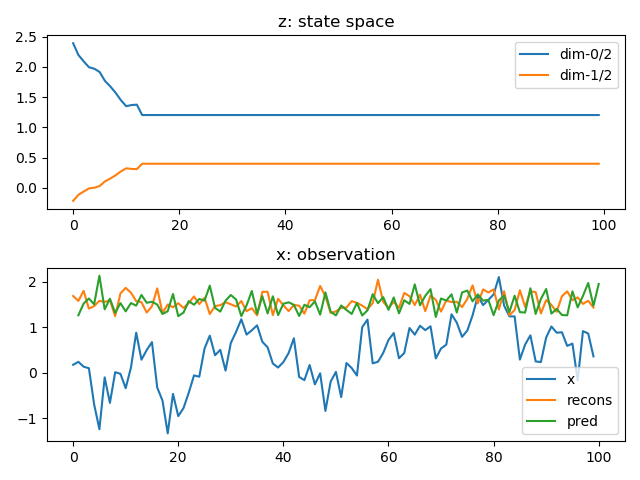 z: state space
2.5
2.0
1.5
1.0
0.5
0.0
dim-0/2
dim-1/2
0 20 40 60 80 100
x: observation
2
1
0
−1
x
recons
pred
0 20 40 60 80 100